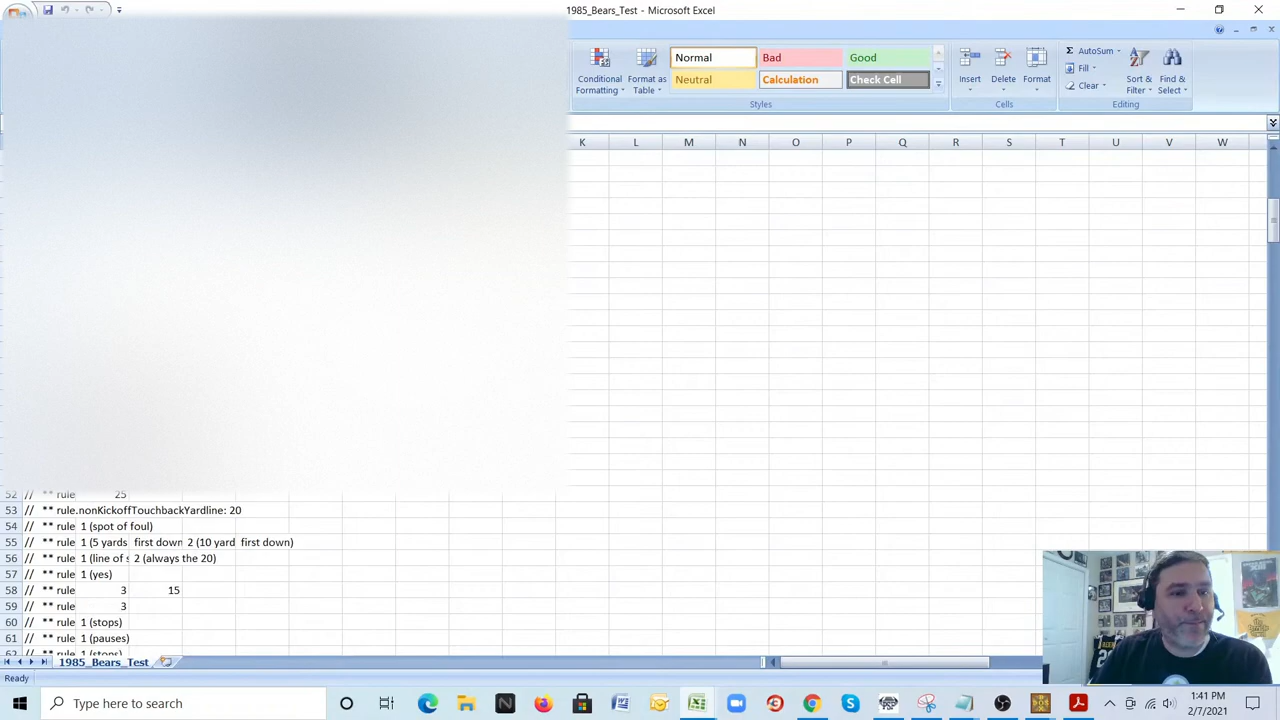 1985_Bears_Test - Microsoft Excel
Conditional Formatting
Format as Table
Normal
Bad
Good
Neutral
Calculation
Check Cell
Styles
Insert
Delete
Format
Cells
AutoSum
Fill
Clear
Sort & Filter
Find & Select
Editing
K L M N O P Q R S T U V W
52 // ** rule 25
53 // ** rule.nonKickoffTouchbackYardline: 20
54 // ** rule 1 (spot of foul)
55 // ** rule 1 (5 yards first down 2 (10 yard first down)
56 // ** rule 1 (line of s 2 (always the 20)
57 // ** rule 1 (yes)
58 // ** rule 3 15
59 // ** rule 3
60 // ** rule 1 (stops)
61 // ** rule 1 (pauses)
62 // ** rule 1 (stops)
1985_Bears_Test
Ready
Type here to search
1:41 PM
2/7/2021